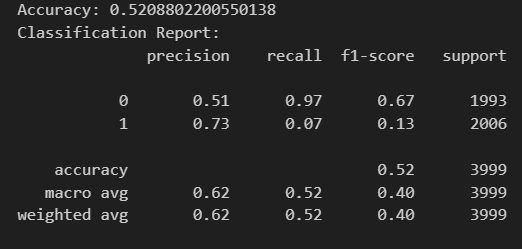 Accuracy: 0.5208802200550138
Classification Report:
precision recall f1-score support
0 0.51 0.97 0.67 1993
1 0.73 0.07 0.13 2006
accuracy 0.52 3999
macro avg 0.62 0.52 0.40 3999
weighted avg 0.62 0.52 0.40 3999